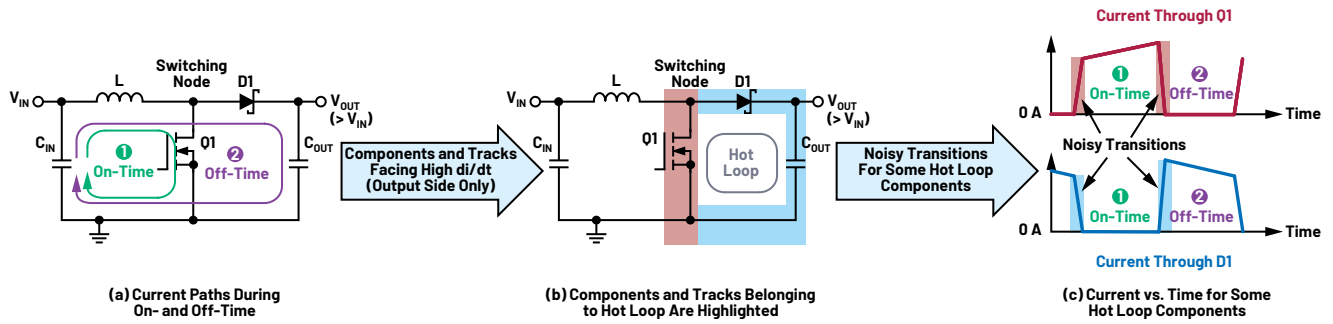 Switching
Node
L
D1
V_IN
V_OUT
(> V_IN)
C_IN
Q1
C_OUT
1
On-Time
2
Off-Time
(a) Current Paths During
On- and Off-Time
Components and Tracks
Facing High di/dt
(Output Side Only)
Switching
Node
L
D1
V_IN
V_OUT
(> V_IN)
C_IN
Q1
C_OUT
Hot
Loop
(b) Components and Tracks Belonging
to Hot Loop Are Highlighted
Noisy Transitions
For Some Hot Loop
Components
Current Through Q1
1
On-Time
2
Off-Time
0 A
Time
Noisy Transitions
1
On-Time
2
Off-Time
0 A
Time
Current Through D1
(c) Current vs. Time for Some
Hot Loop Components